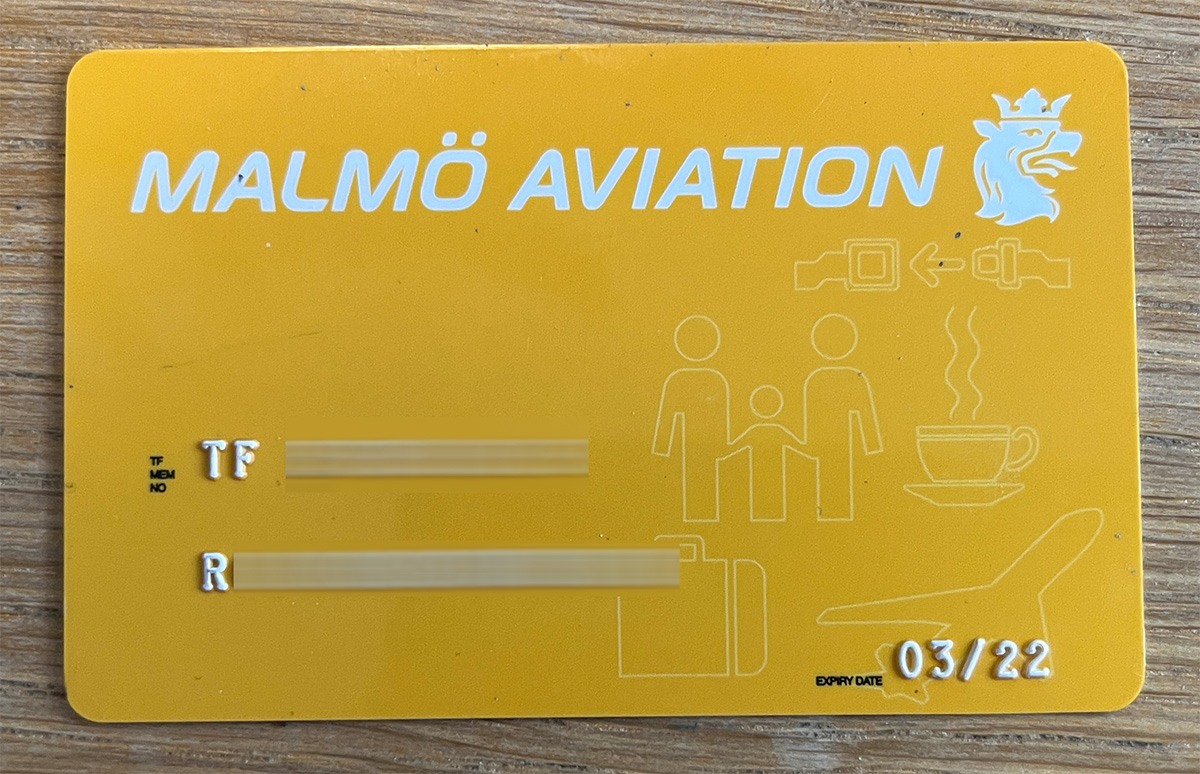 MALMÖ AVIATION
TF
MEM
NO
TF
R
EXPIRY DATE 03/22